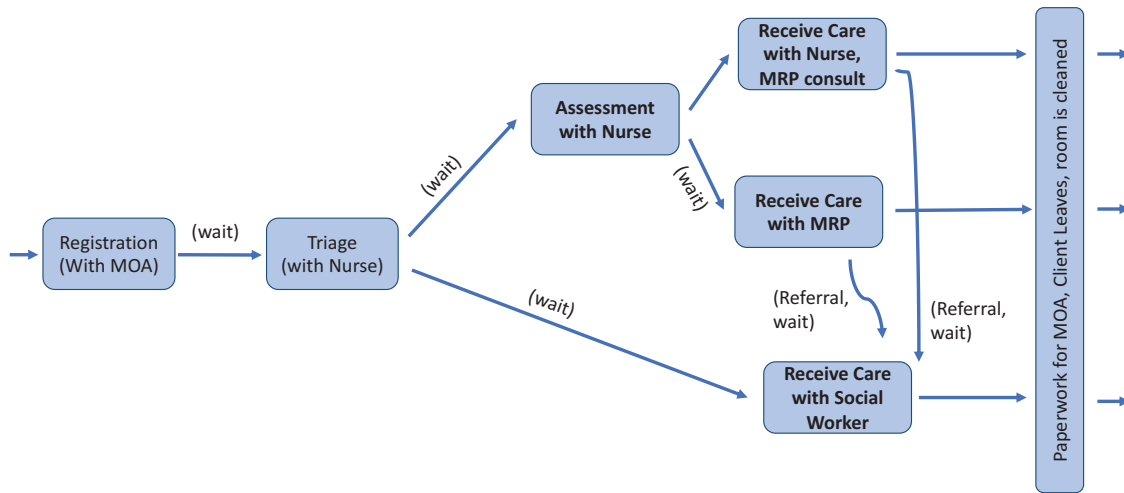 Registration
(With MOA)
(wait)
Triage
(with Nurse)
(wait)
(wait)
Assessment
with Nurse
(wait)
Receive Care
with Nurse,
MRP consult
Receive Care
with MRP
(Referral,
wait)
(Referral,
wait)
Receive Care
with Social
Worker
Paperwork for MOA, Client Leaves, room is cleaned